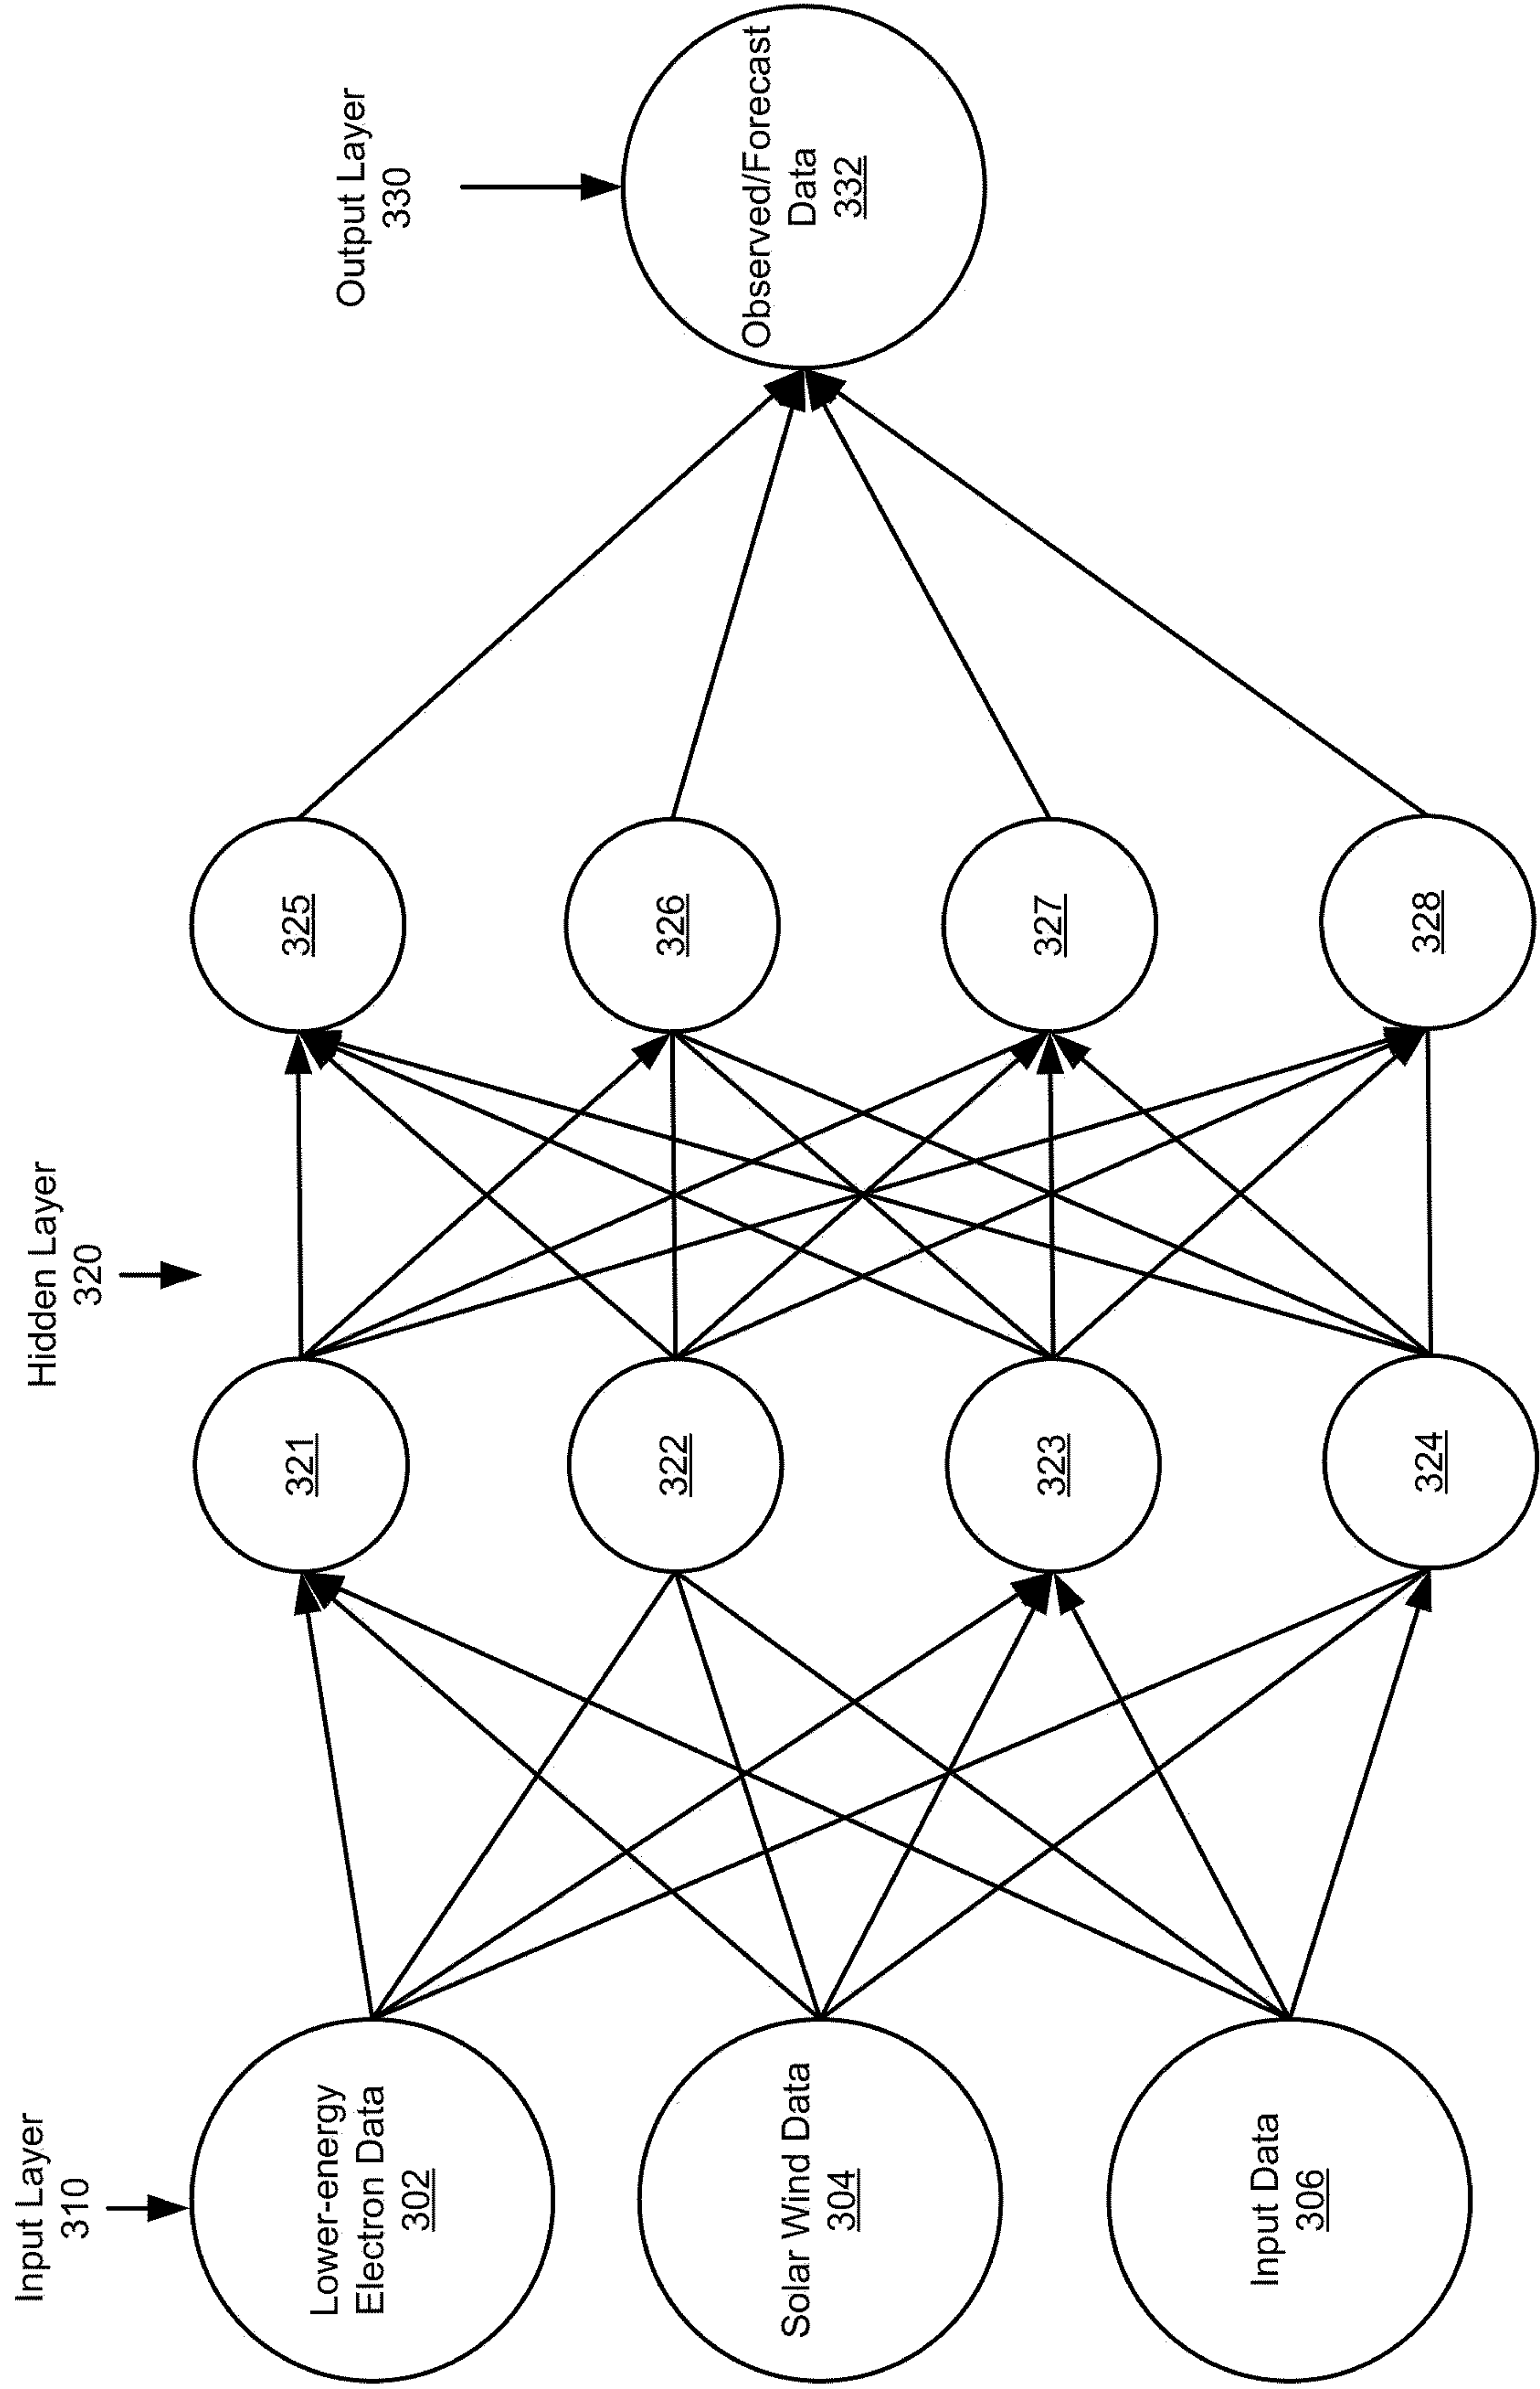 Input Layer
310
Hidden Layer
320
Output Layer
330
Lower-energy
Electron Data
302
Solar Wind Data
304
Input Data
306
321
322
323
324
325
326
327
328
Observed/Forecast
Data
332